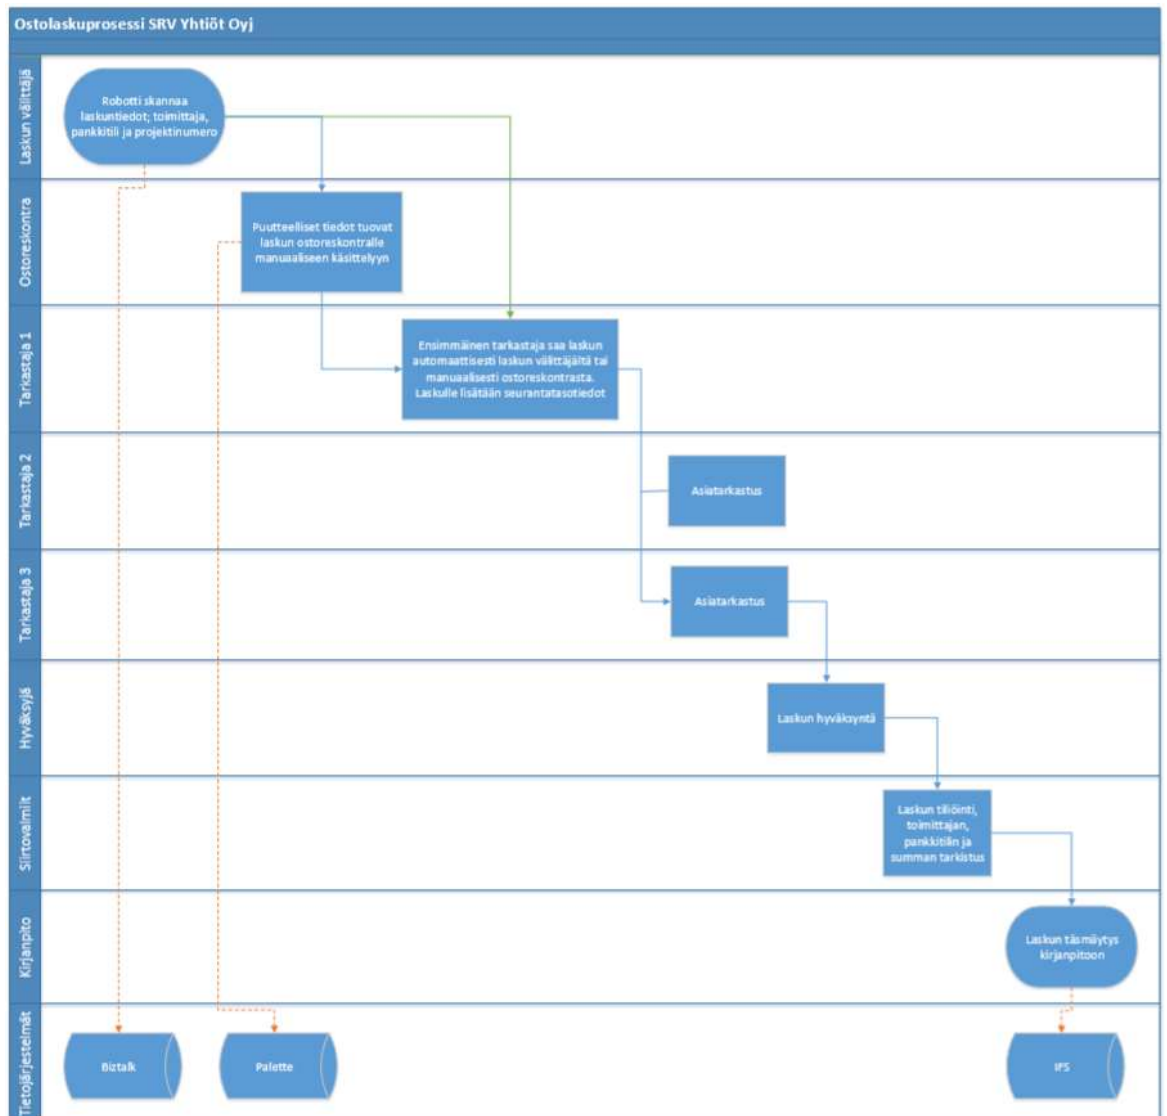 Ostolaskuprosessi SRV Yhtiöt Oyj
Laskun välittäjä
Robotti skannaa
laskuntiedot; toimittaja,
pankkitili ja projektinumero
Ostoreskontra
Puutteelliset tiedot tuovat
laskun ostoreskontralle
manuaaliseen käsittelyyn
Tarkastaja 1
Ensimmäinen tarkastaja saa laskun
automaattisesti laskun välittäjältä tai
manuaalisesti ostoreskontrasta.
Laskulle lisätään seurantatasotiedot
Tarkastaja 2
Asiatarkastus
Tarkastaja 3
Asiatarkastus
Hyväksyjä
Laskun hyväksyntä
Siirtovalmiit
Laskun tiliöinti,
toimittajan,
pankkitilin ja
summan tarkistus
Kirjanpito
Laskun täsmäytys
kirjanpitoon
Tietojärjestelmät
Biztalk
Palette
IFS